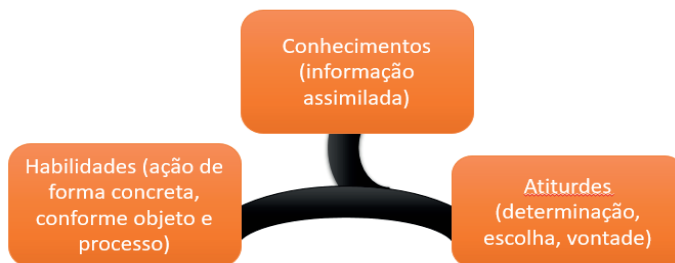 Conhecimentos
(informação
assimilada)
Habilidades (ação de
forma concreta,
conforme objeto e
processo)
Atiturdes
(determinação,
escolha, vontade)